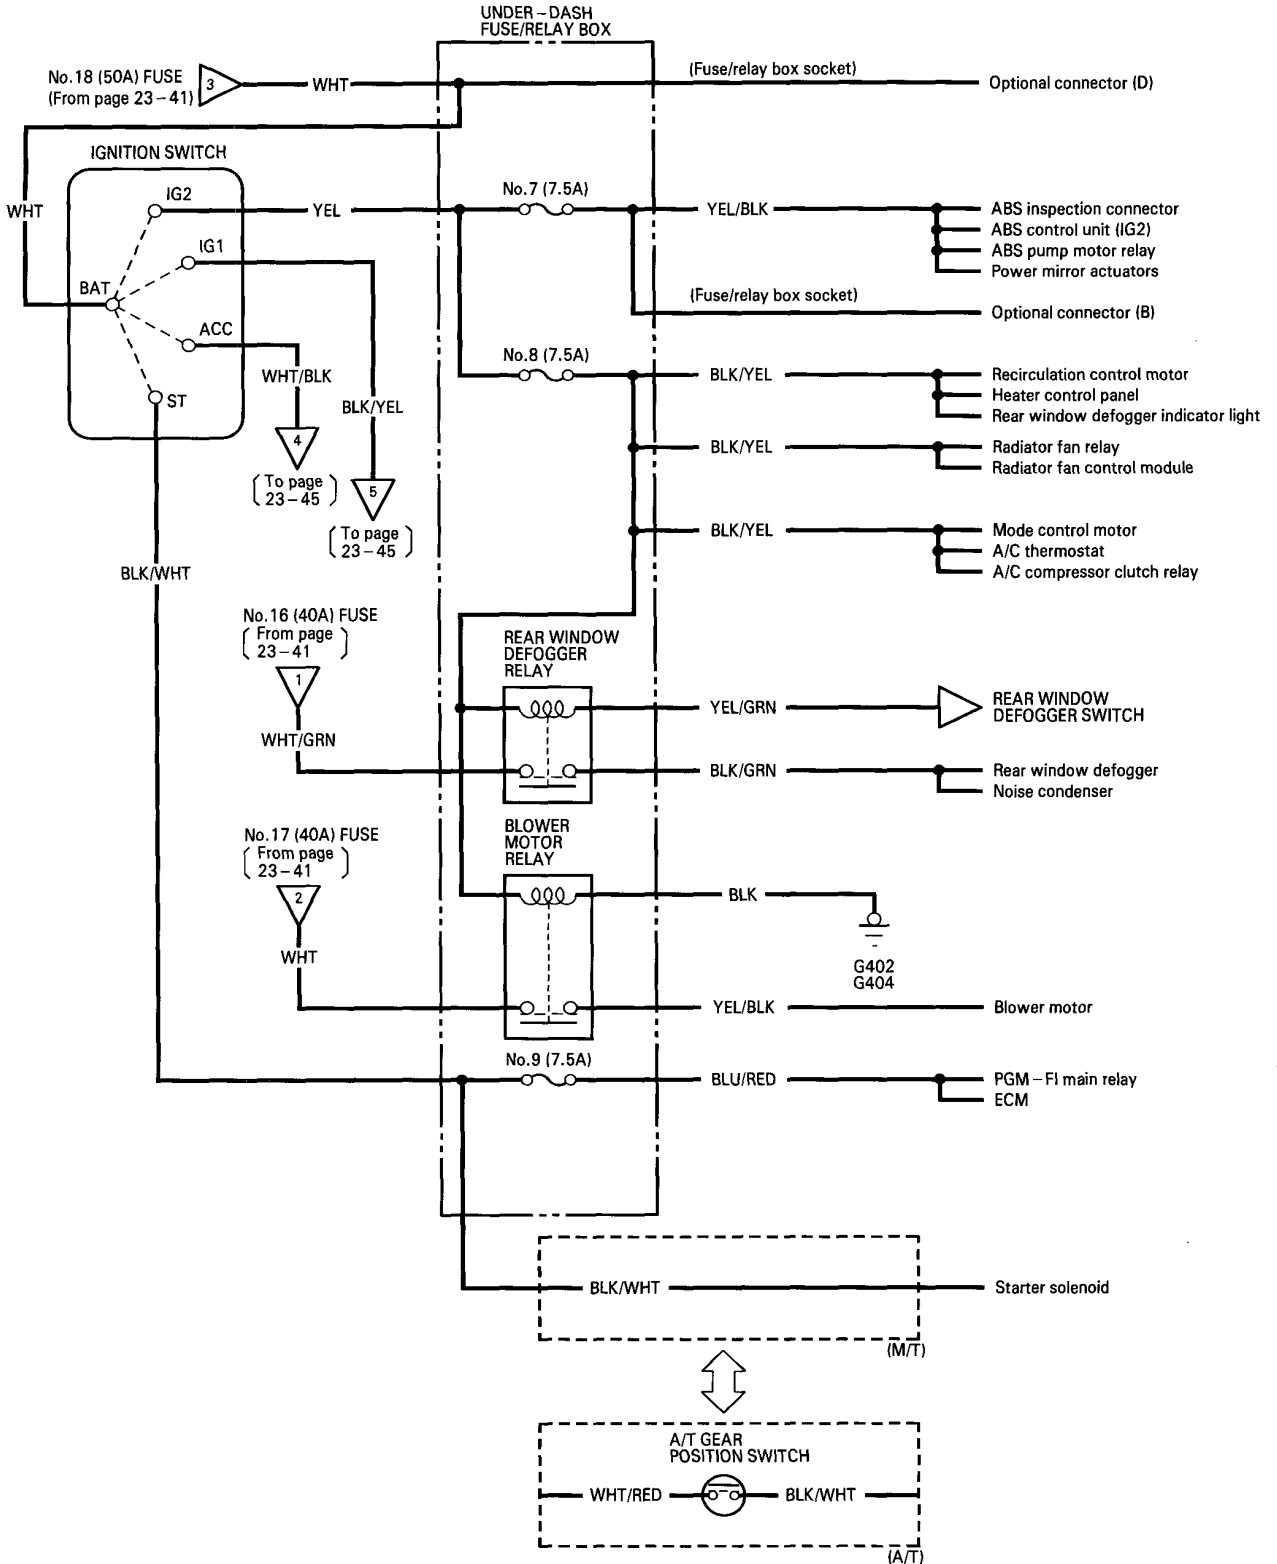 UNDER-DASH
FUSE/RELAY BOX
No.18 (50A) FUSE
(From page 23-41)
3
WHT
(Fuse/relay box socket)
Optional connector (D)
IGNITION SWITCH
WHT
IG2
YEL
No.7 (7.5A)
YEL/BLK
ABS inspection connector
ABS control unit (IG2)
ABS pump motor relay
Power mirror actuators
IG1
BAT
(Fuse/relay box socket)
Optional connector (B)
ACC
WHT/BLK
No.8 (7.5A)
BLK/YEL
Recirculation control motor
Heater control panel
Rear window defogger indicator light
ST
BLK/YEL
4
(To page
23-45)
5
(To page
23-45)
BLK/YEL
Radiator fan relay
Radiator fan control module
BLK/YEL
Mode control motor
A/C thermostat
A/C compressor clutch relay
BLK/WHT
No.16 (40A) FUSE
(From page
23-41)
1
WHT/GRN
REAR WINDOW
DEFOGGER
RELAY
YEL/GRN
REAR WINDOW
DEFOGGER SWITCH
BLK/GRN
Rear window defogger
Noise condenser
No.17 (40A) FUSE
(From page
23-41)
2
WHT
BLOWER
MOTOR
RELAY
BLK
G402
G404
YEL/BLK
Blower motor
No.9 (7.5A)
BLU/RED
PGM-FI main relay
ECM
BLK/WHT
Starter solenoid
(M/T)
A/T GEAR
POSITION SWITCH
WHT/RED
BLK/WHT
(A/T)